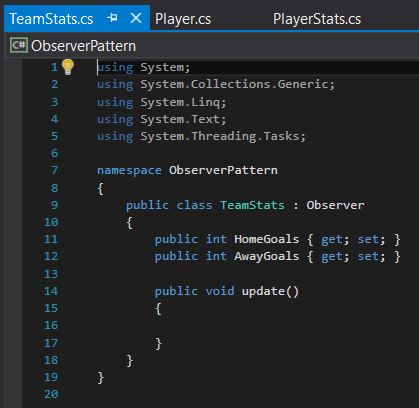 TeamStats.cs Player.cs PlayerStats.cs
C# ObserverPattern
1 using System;
2 using System.Collections.Generic;
3 using System.Linq;
4 using System.Text;
5 using System.Threading.Tasks;
6
7 namespace ObserverPattern
8 {
9 public class TeamStats : Observer
10 {
11 public int HomeGoals { get; set; }
12 public int AwayGoals { get; set; }
13
14 public void update()
15 {
16
17 }
18 }
19 }
20